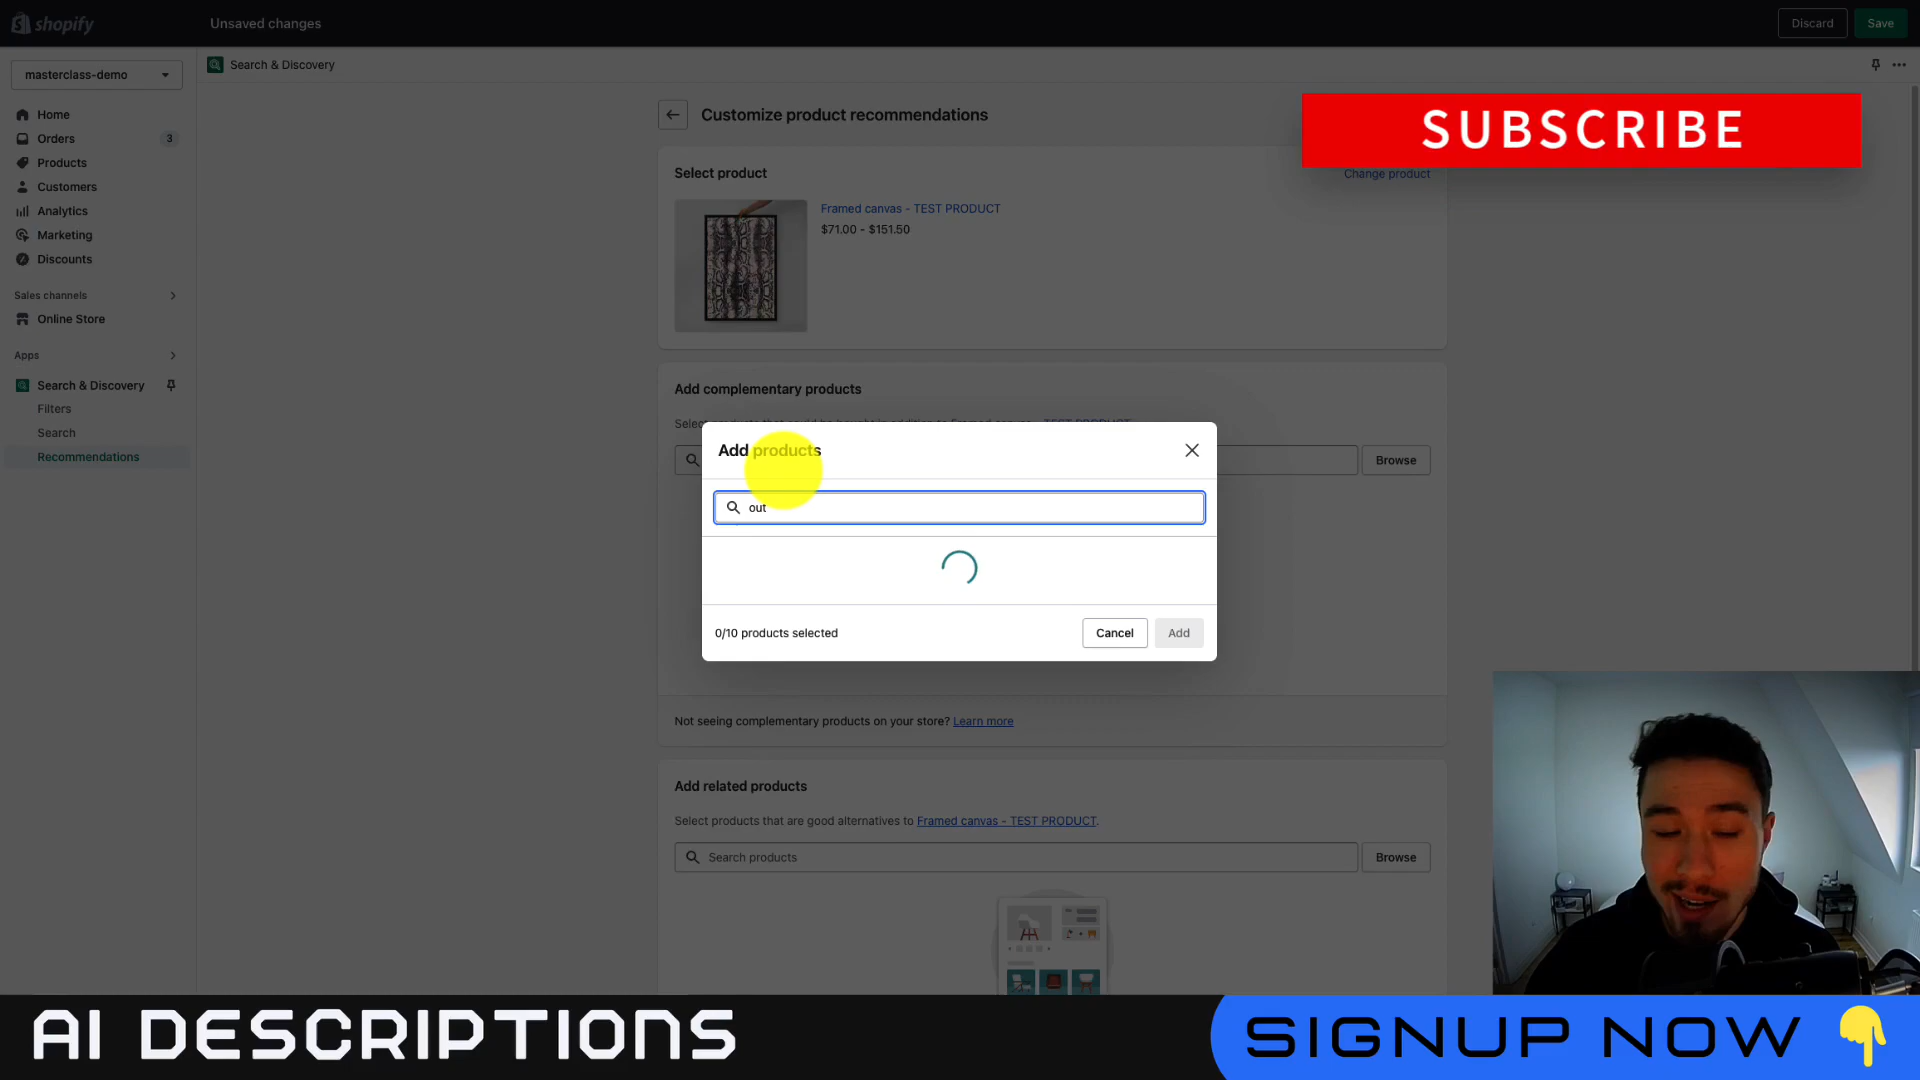 shopify
Unsaved changes
Discard
Save
masterclass-demo
Search & Discovery
Home
Orders
3
Products
Customers
Analytics
Marketing
Discounts
Sales channels
Online Store
Apps
Search & Discovery
Filters
Search
Recommendations
Customize product recommendations
SUBSCRIBE
Select product
Change product
Framed canvas - TEST PRODUCT
$71.00 - $151.50
Add complementary products
Browse
Add products
out
0/10 products selected
Cancel
Add
Not seeing complementary products on your store? Learn more
Add related products
Select products that are good alternatives to Framed canvas - TEST PRODUCT.
Search products
Browse
AI DESCRIPTIONS
SIGNUP NOW